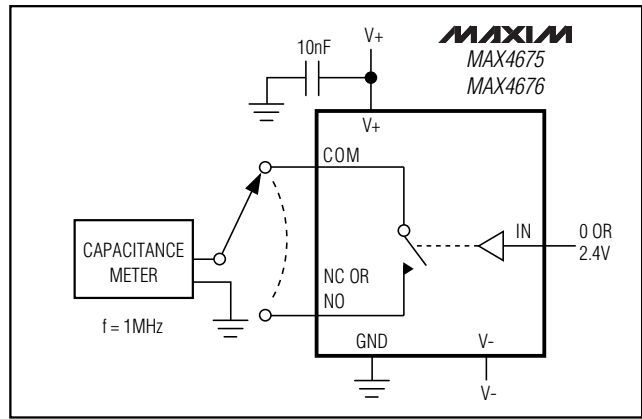 V+
10nF
MAXIM
MAX4675
MAX4676
V+
COM
IN
0 OR
2.4V
CAPACITANCE
METER
NC OR
NO
f = 1MHz
GND
V-
V-